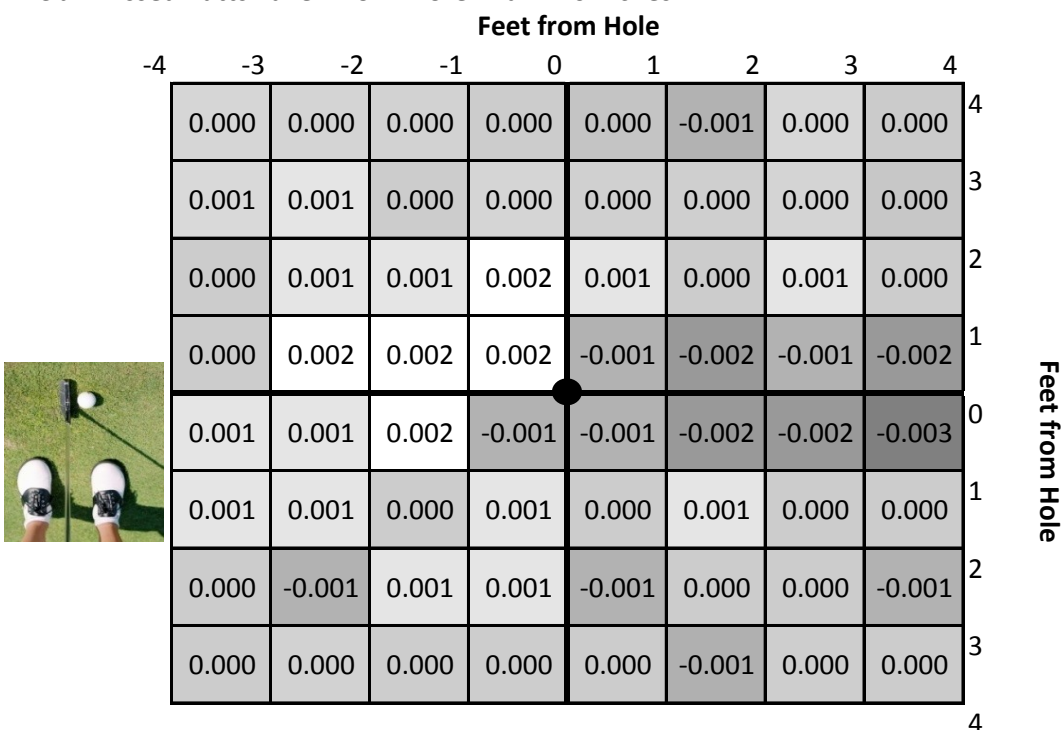 Feet from Hole
-4 -3 -2 -1 0 1 2 3 4
0.000 0.000 0.000 0.000 0.000 -0.001 0.000 0.000
4
0.001 0.001 0.000 0.000 0.000 0.000 0.000 0.000
3
0.000 0.001 0.001 0.002 0.001 0.000 0.001 0.000
2
0.000 0.002 0.002 0.002 -0.001 -0.002 -0.001 -0.002
1
0.001 0.001 0.002 -0.001 -0.001 -0.002 -0.002 -0.003
0
0.001 0.001 0.000 0.001 0.000 0.001 0.000 0.000
1
0.000 -0.001 0.001 0.001 -0.001 0.000 0.000 -0.001
2
0.000 0.000 0.000 0.000 0.000 -0.001 0.000 0.000
3
4
Feet from Hole